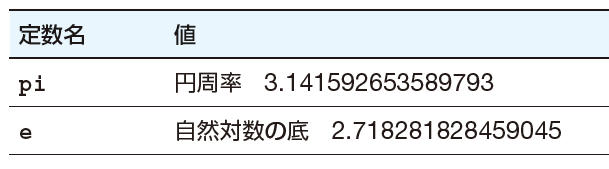 定数名 値
pi 円周率 3.141592653589793
e 自然対数の底 2.718281828459045